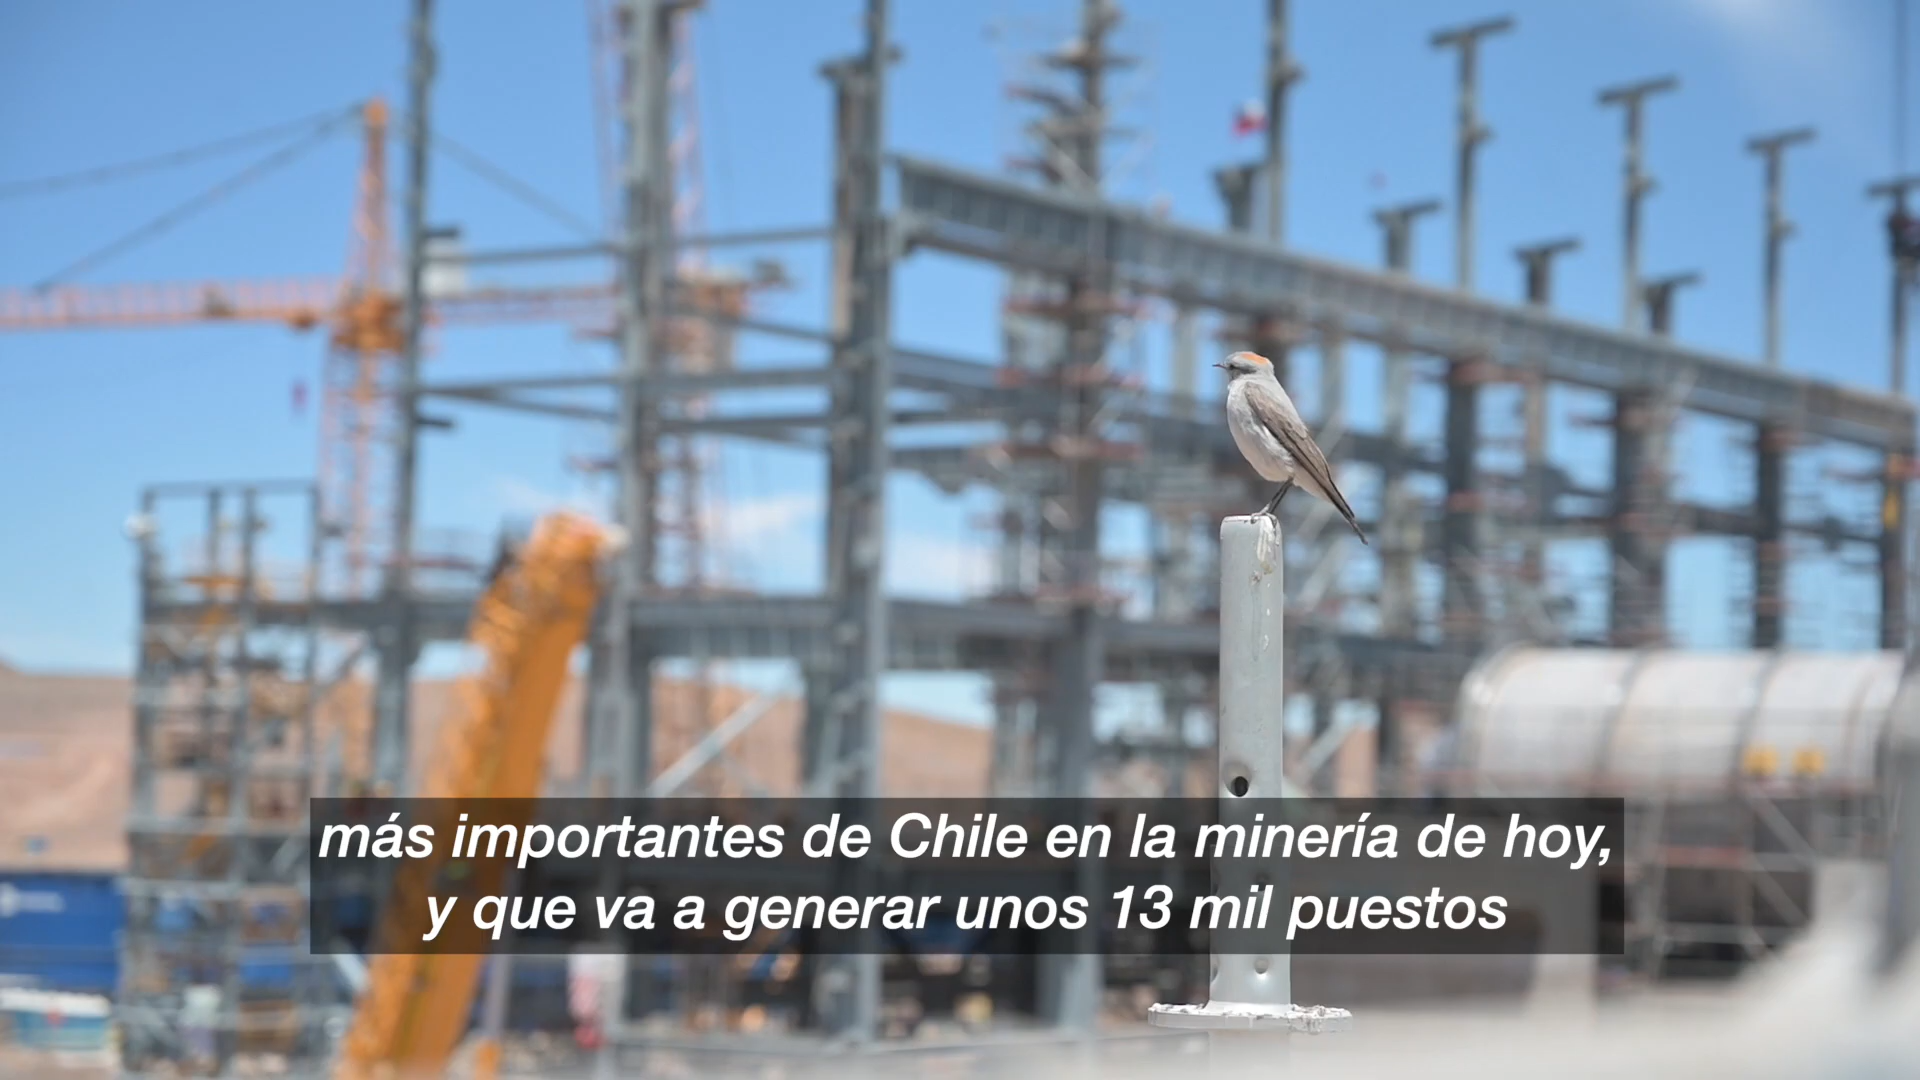 más importantes de Chile en la minería de hoy,
y que va a generar unos 13 mil puestos